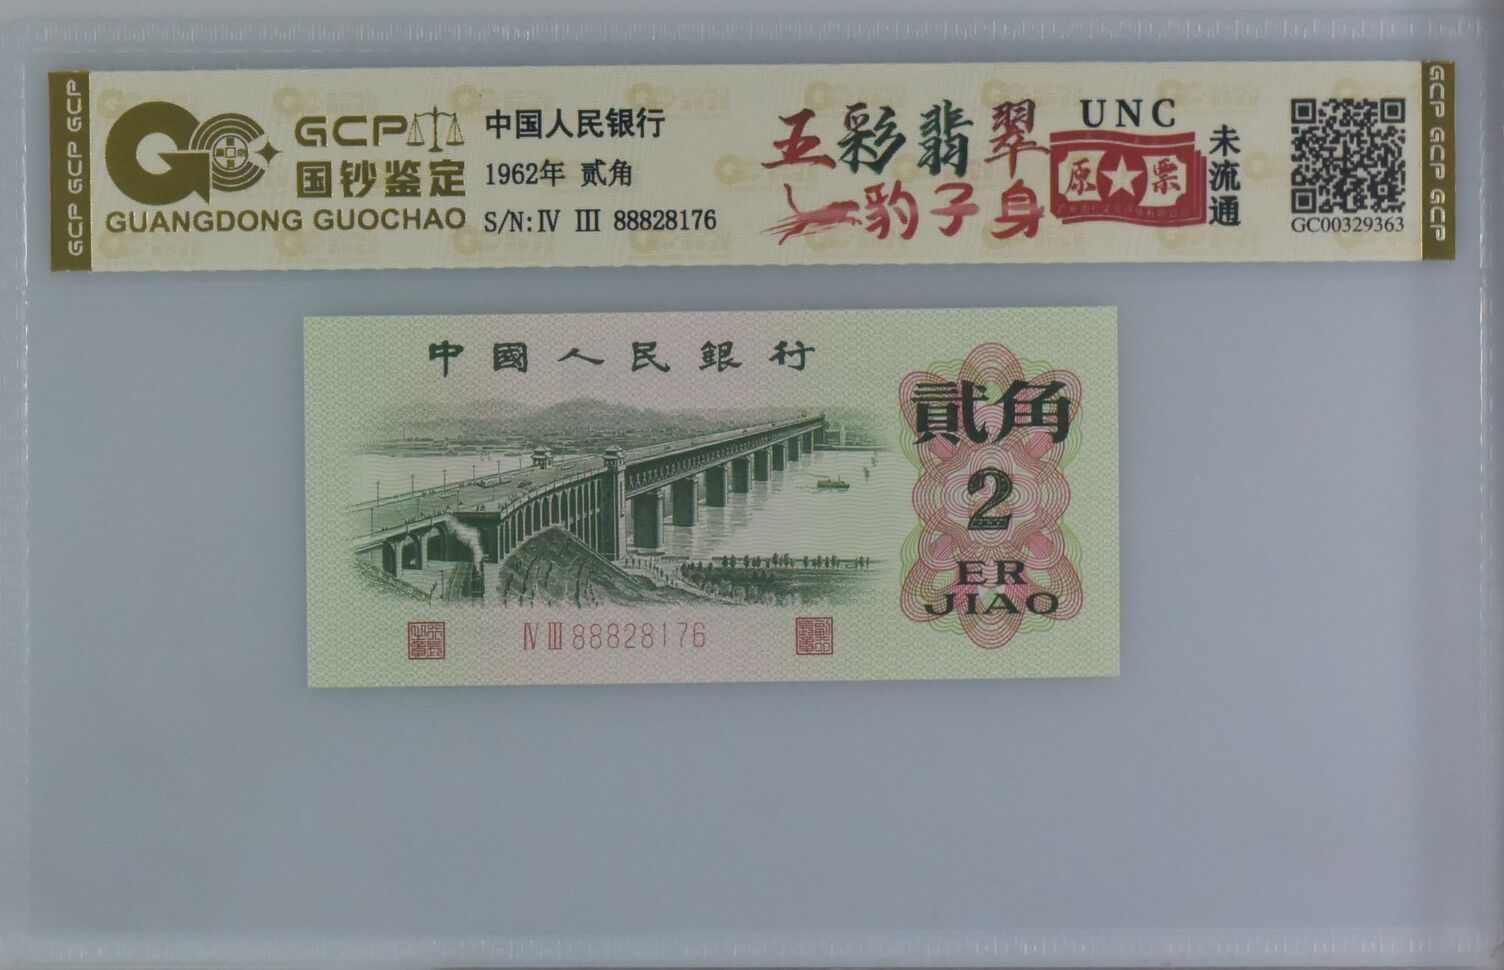 GCP GCP GCP
GCP
国钞鉴定
GUANGDONG GUOCHAO
中国人民银行
1962年 贰角
S/N: Ⅳ Ⅲ 88828176
五彩翡翠
豹子身
UNC
原★票
未流通
GC00329363
GCP GCP GCP
中國人民銀行
貳角
2
ER
JIAO
Ⅳ Ⅲ 88828176